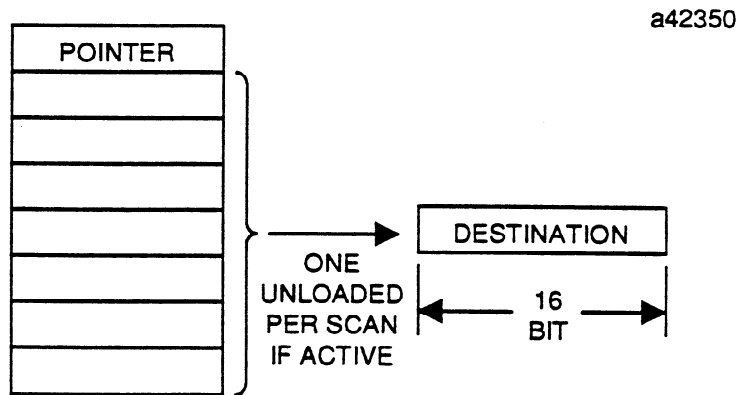 a42350
POINTER
DESTINATION
ONE
UNLOADED
PER SCAN
IF ACTIVE
16
BIT